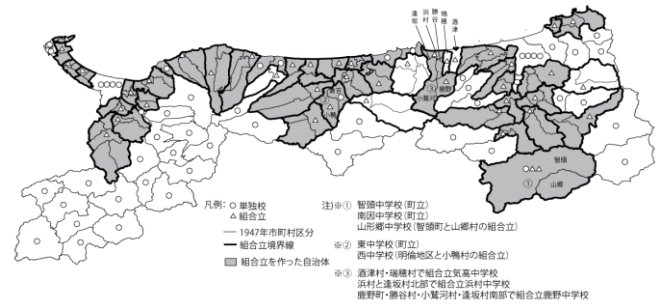 逢坂
浜村
勝谷
瑞穂
酒津
③
鹿野
小鷲河
小鴨
智頭
①
山郷
凡例：○ 単独校
△ 組合立
── 1947年市町村区分
── 組合立境界線
組合立を作った自治体
注)※① 智頭中学校(町立)
南因中学校(町立)
山形郷中学校(智頭町と山郷村の組合立)
※② 東中学校(町立)
西中学校(明倫地区と小鴨村の組合立)
※③ 酒津村・瑞穂村で組合立気高中学校
浜村と逢坂村北部で組合立浜村中学校
鹿野町・勝谷村・小鷲河村・逢坂村南部で組合立鹿野中学校